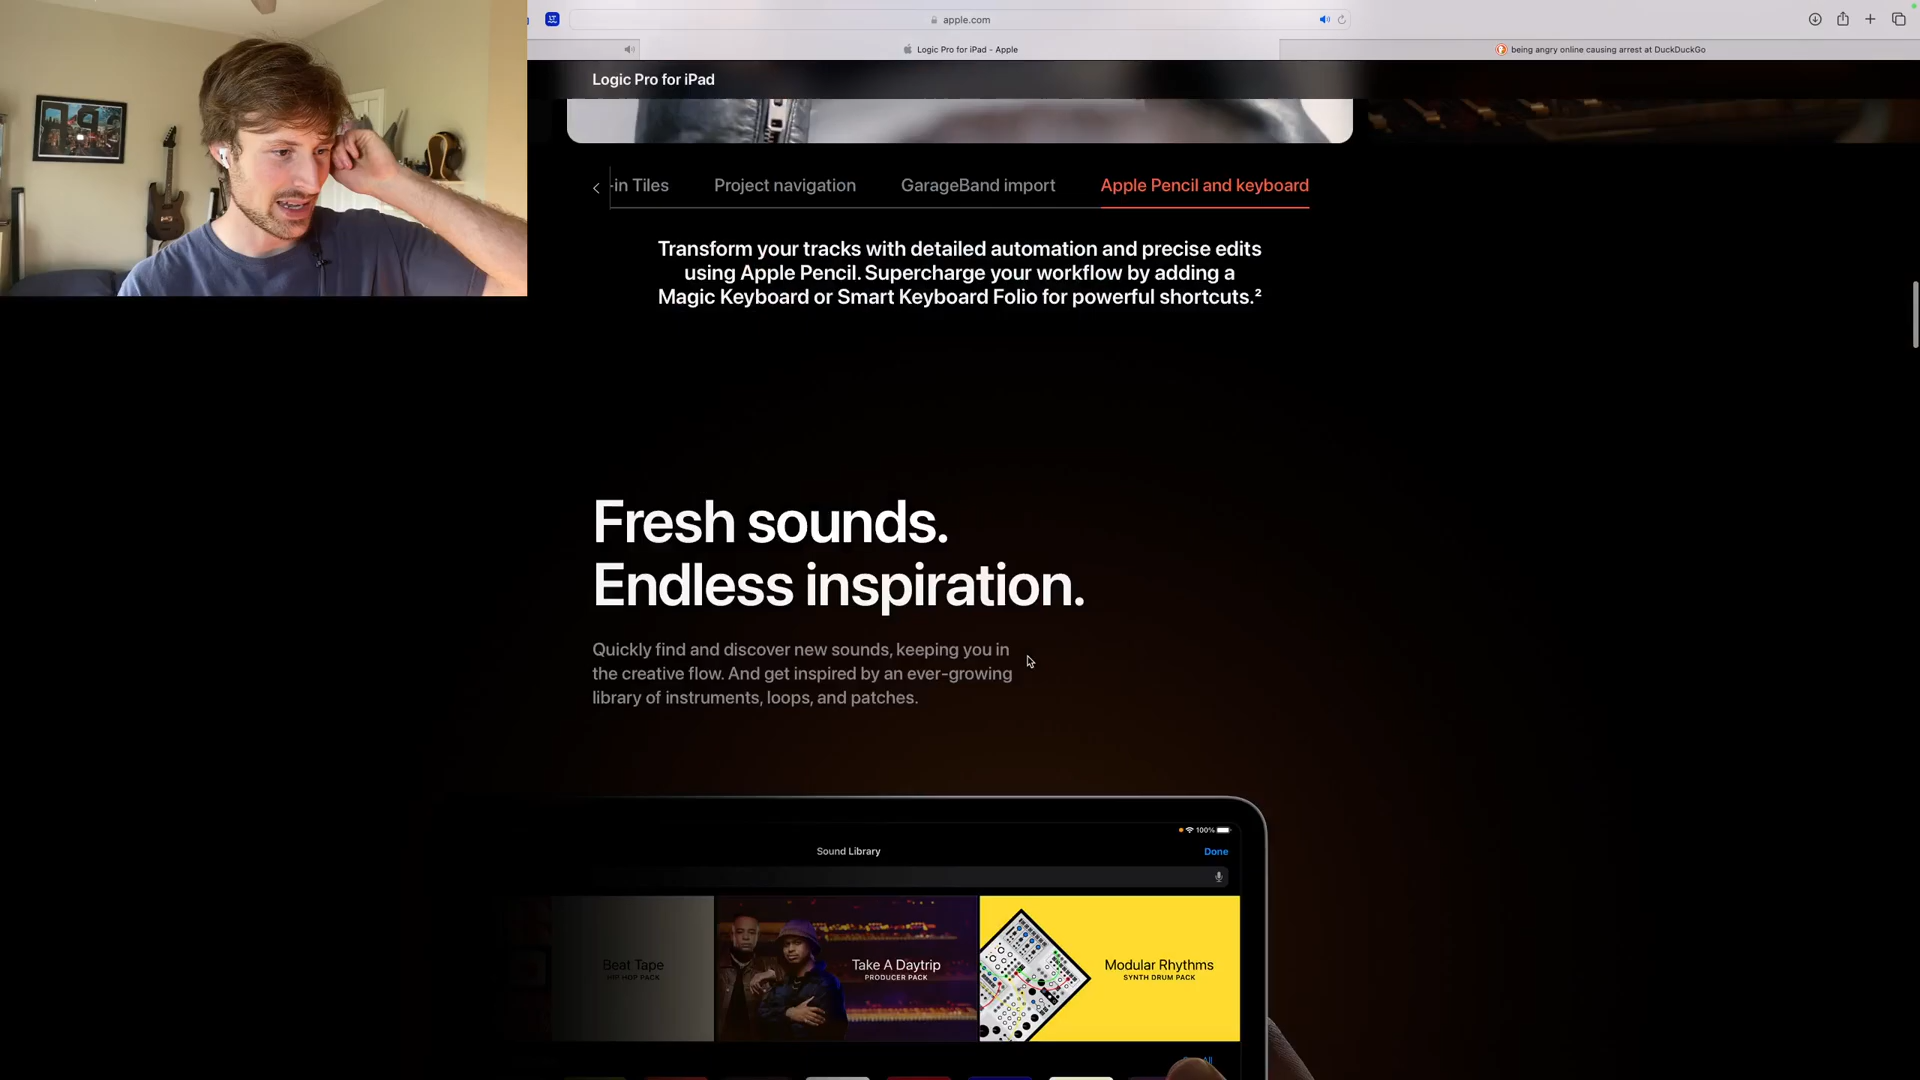 apple.com
Logic Pro for iPad - Apple
being angry online causing arrest at DuckDuckGo
Logic Pro for iPad
-in Tiles
Project navigation
GarageBand import
Apple Pencil and keyboard
Transform your tracks with detailed automation and precise edits
using Apple Pencil. Supercharge your workflow by adding a
Magic Keyboard or Smart Keyboard Folio for powerful shortcuts.²
Fresh sounds.
Endless inspiration.
Quickly find and discover new sounds, keeping you in
the creative flow. And get inspired by an ever-growing
library of instruments, loops, and patches.
100%
Sound Library
Done
Beat Tape
HIP HOP PACK
Take A Daytrip
PRODUCER PACK
Modular Rhythms
SYNTH DRUM PACK